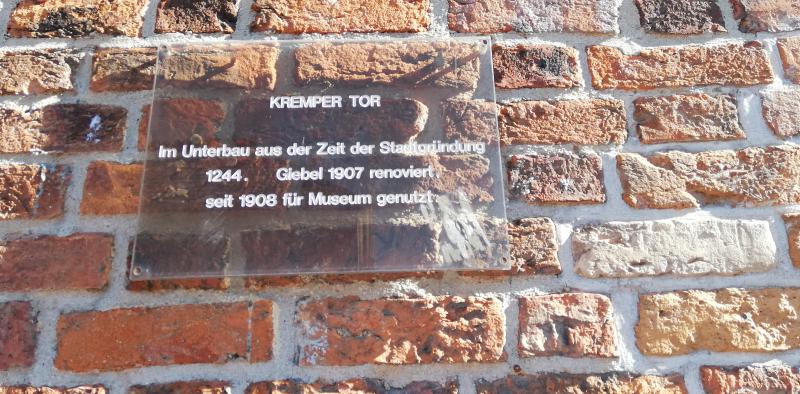 KREMPER TOR
Im Unterbau aus der Zeit der Stadtgründung
1244. Giebel 1907 renoviert.
seit 1908 für Museum genutzt.